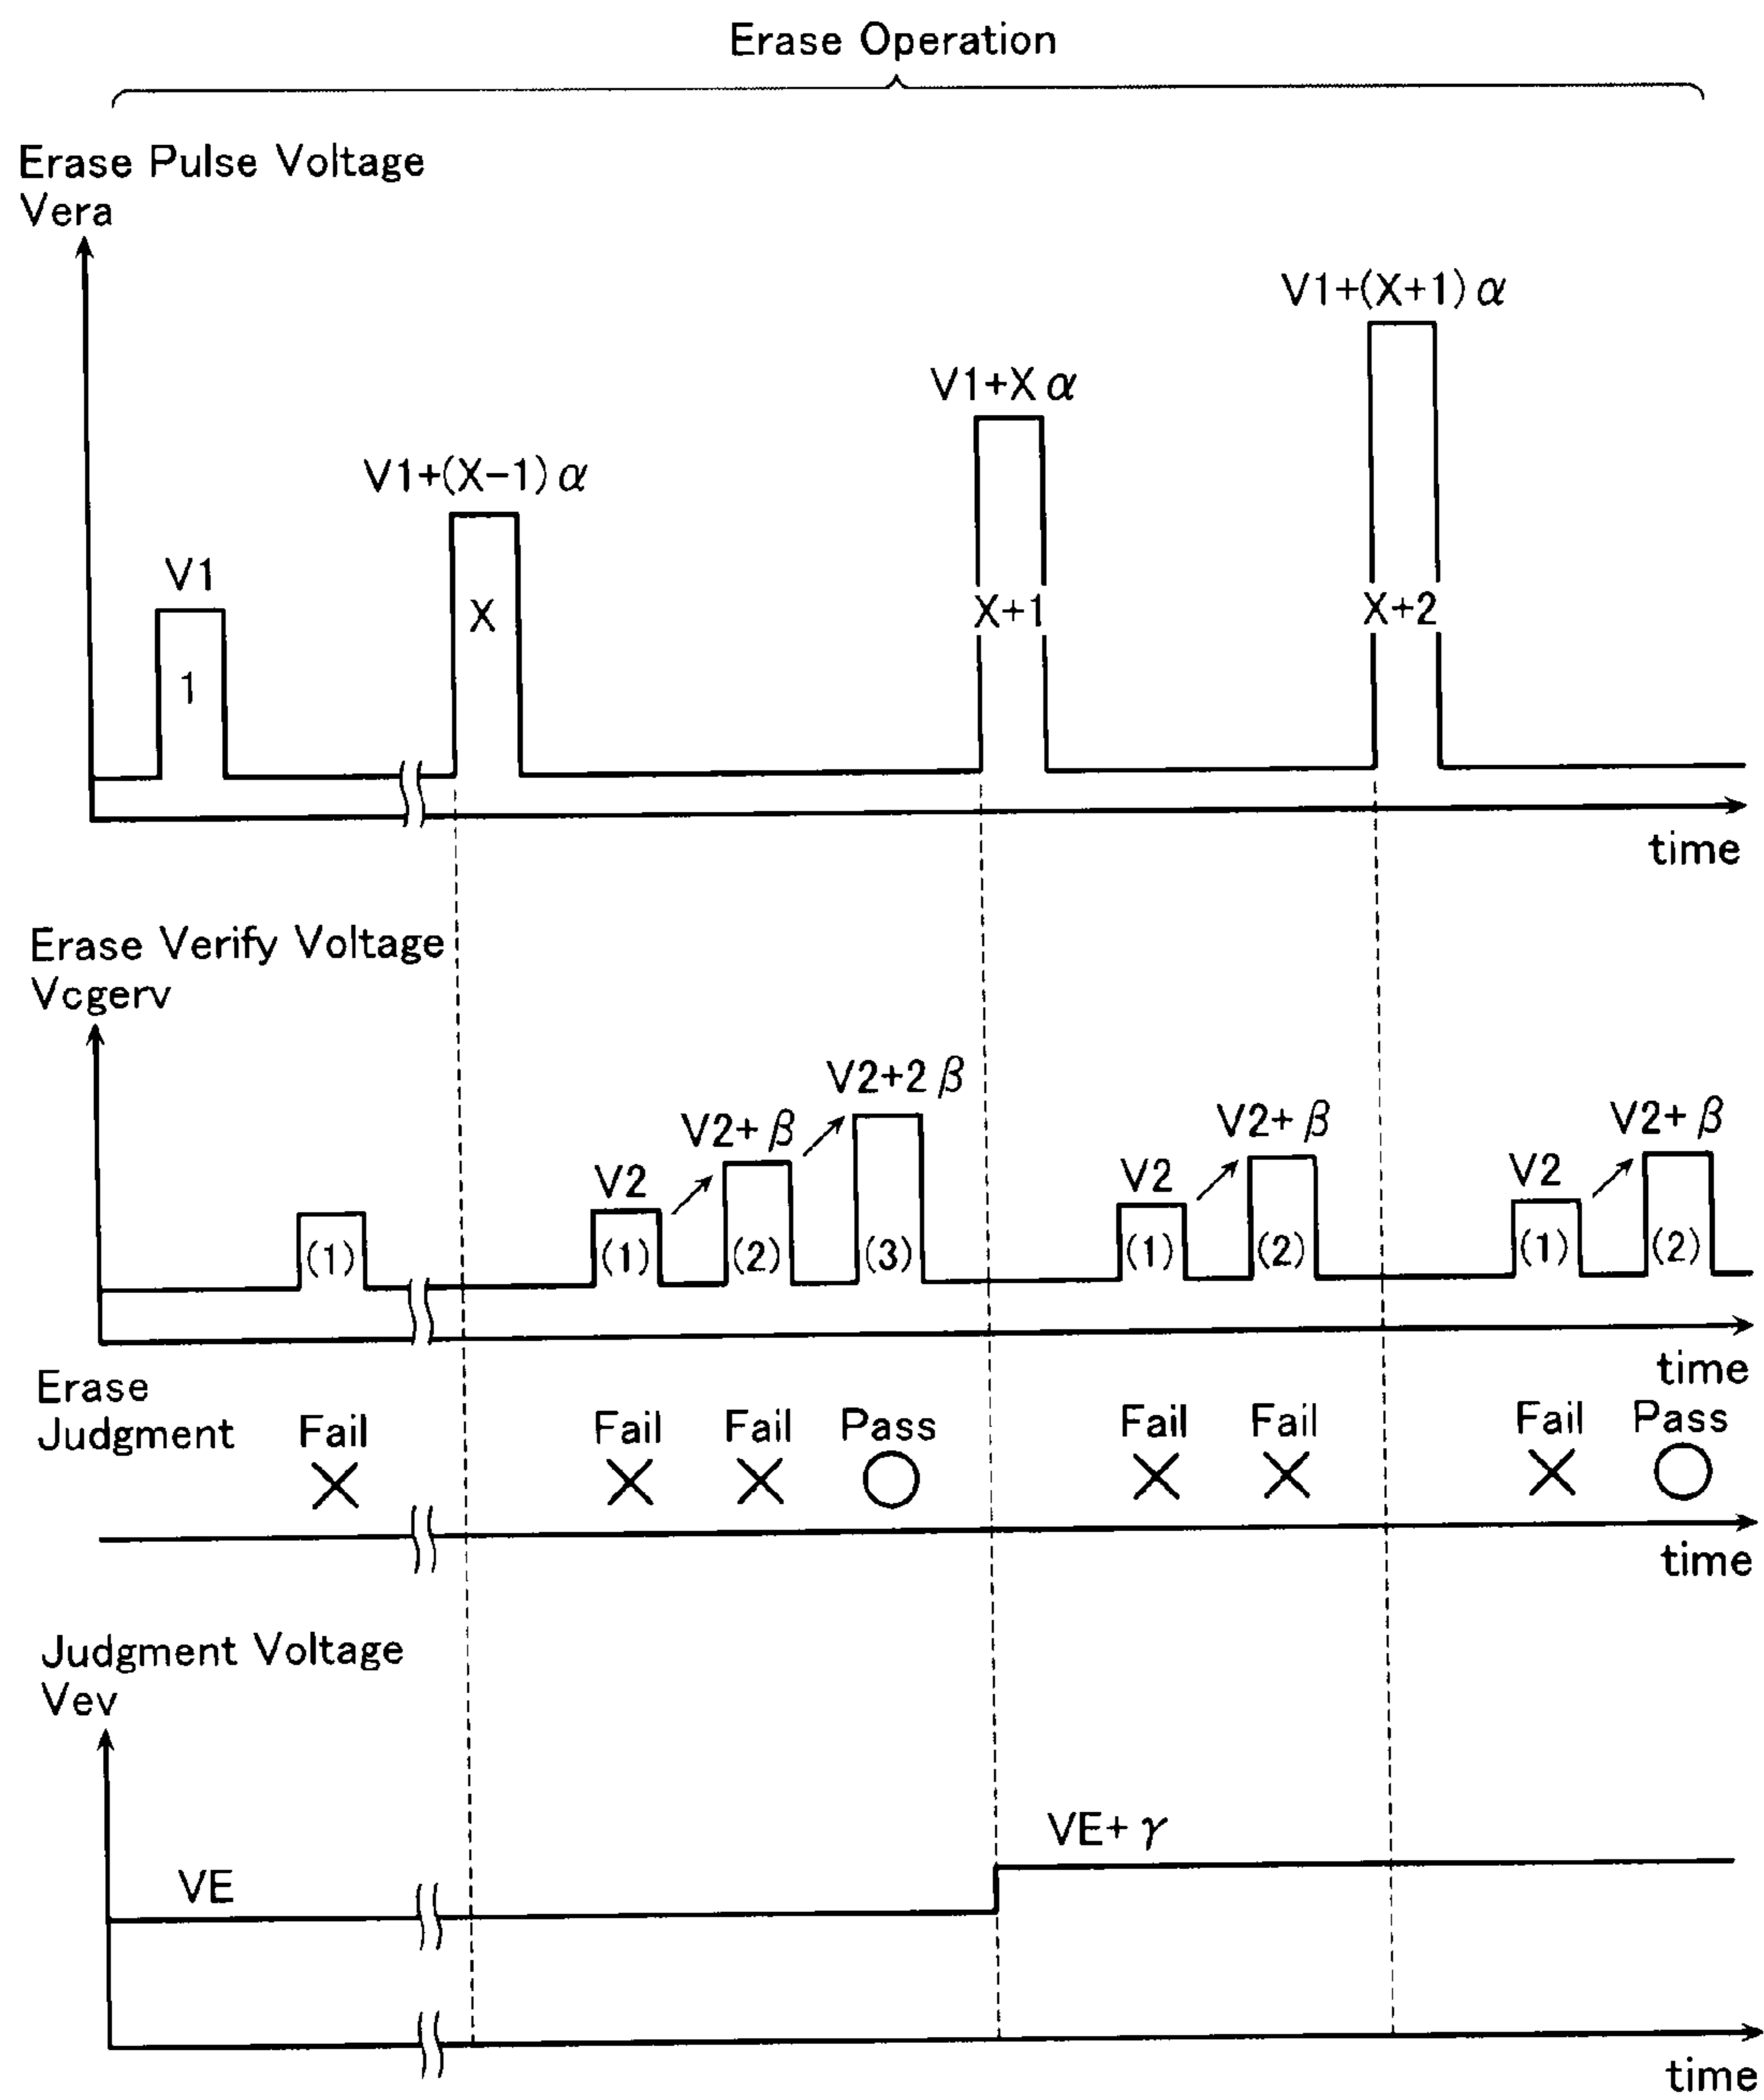 Erase Operation
Erase Pulse Voltage
Vera
V1+(X+1)α
V1+Xα
V1+(X-1)α
V1
X
X+1
X+2
1
time
Erase Verify Voltage
Vcgerv
V2+2β
V2+β
V2+β
V2+β
V2
V2
V2
(1)
(1)
(2)
(3)
(1)
(2)
(1)
(2)
time
Erase
Judgment
Fail
Fail
Fail
Pass
Fail
Fail
Fail
Pass
time
Judgment Voltage
Vev
VE+γ
VE
time